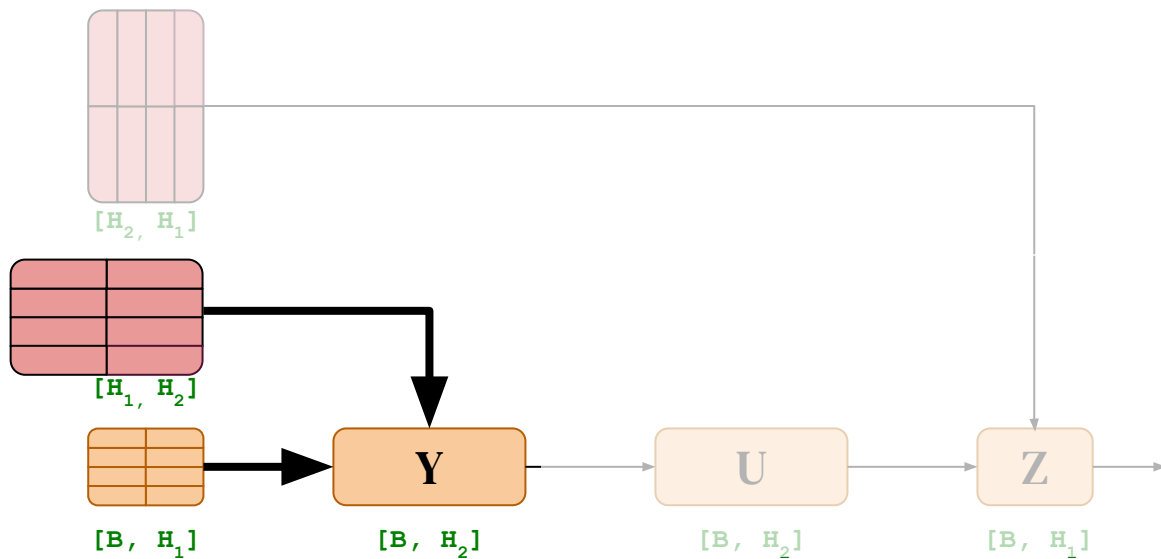 [H₂, H₁]
[H₁, H₂]
Y
U
Z
[B, H₁]
[B, H₂]
[B, H₂]
[B, H₁]